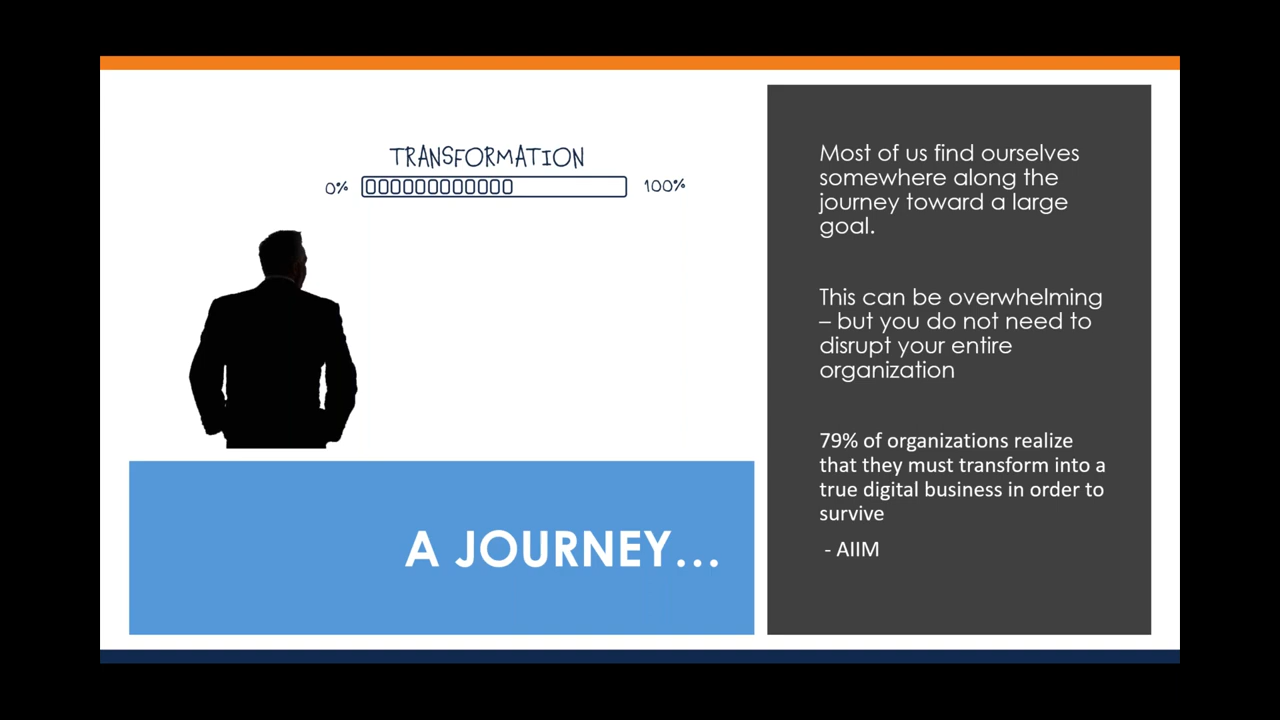 TRANSFORMATION
0% 100%
A JOURNEY...
Most of us find ourselves
somewhere along the
journey toward a large
goal.
This can be overwhelming
– but you do not need to
disrupt your entire
organization
79% of organizations realize
that they must transform into a
true digital business in order to
survive
- AIIM